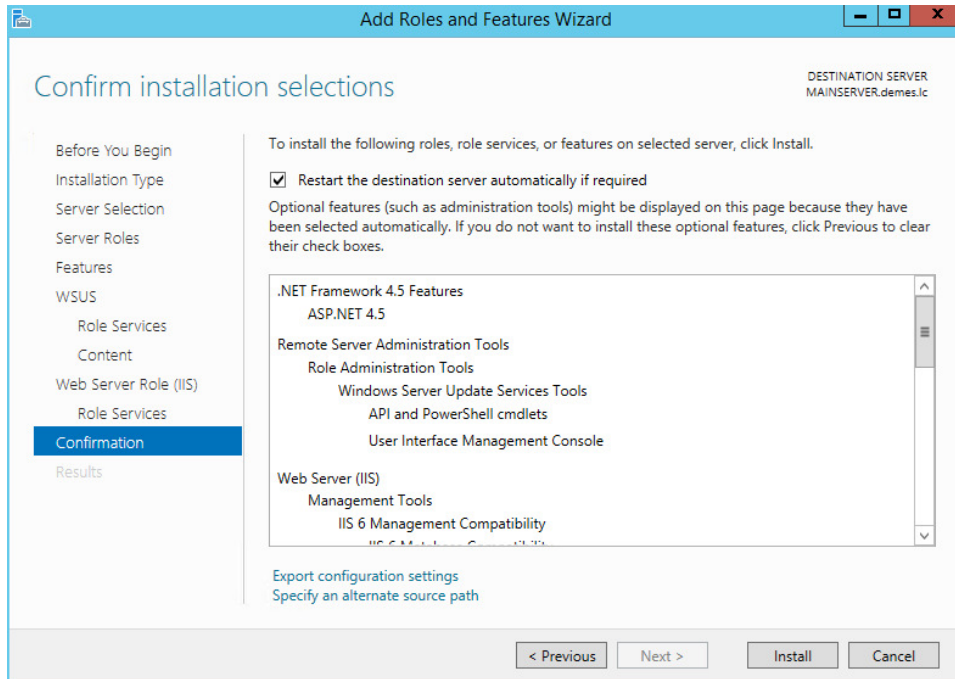 Add Roles and Features Wizard
Confirm installation selections
DESTINATION SERVER
MAINSERVER.demes.lc
Before You Begin
Installation Type
Server Selection
Server Roles
Features
WSUS
Role Services
Content
Web Server Role (IIS)
Role Services
Confirmation
Results
To install the following roles, role services, or features on selected server, click Install.
Restart the destination server automatically if required
Optional features (such as administration tools) might be displayed on this page because they have
been selected automatically. If you do not want to install these optional features, click Previous to clear
their check boxes.
.NET Framework 4.5 Features
ASP.NET 4.5
Remote Server Administration Tools
Role Administration Tools
Windows Server Update Services Tools
API and PowerShell cmdlets
User Interface Management Console
Web Server (IIS)
Management Tools
IIS 6 Management Compatibility
Export configuration settings
Specify an alternate source path
< Previous
Next >
Install
Cancel